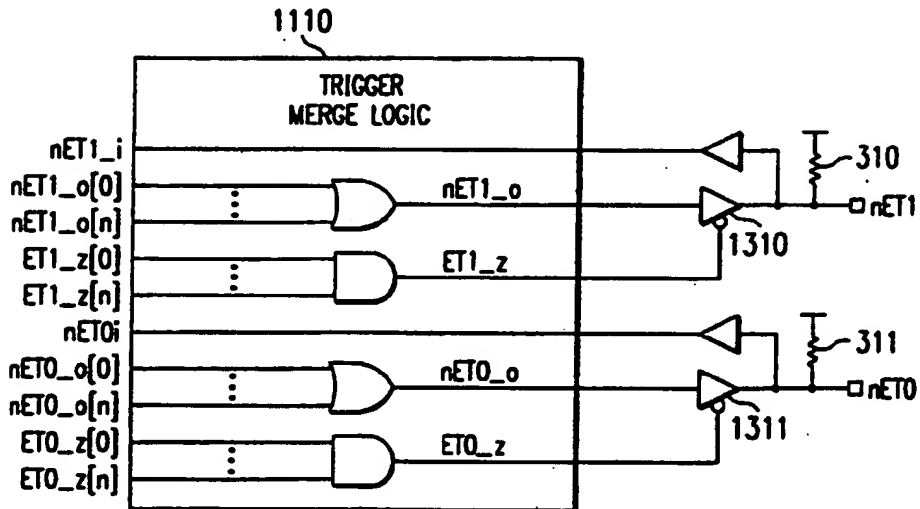 1110
TRIGGER
MERGE LOGIC
nET1_i
310
nET1_o[0]
nET1_o
nET1
nET1_o[n]
1310
ET1_z[0]
ET1_z
ET1_z[n]
nET0i
311
nET0_o[0]
nET0_o
nET0
nET0_o[n]
1311
ET0_z[0]
ET0_z
ET0_z[n]